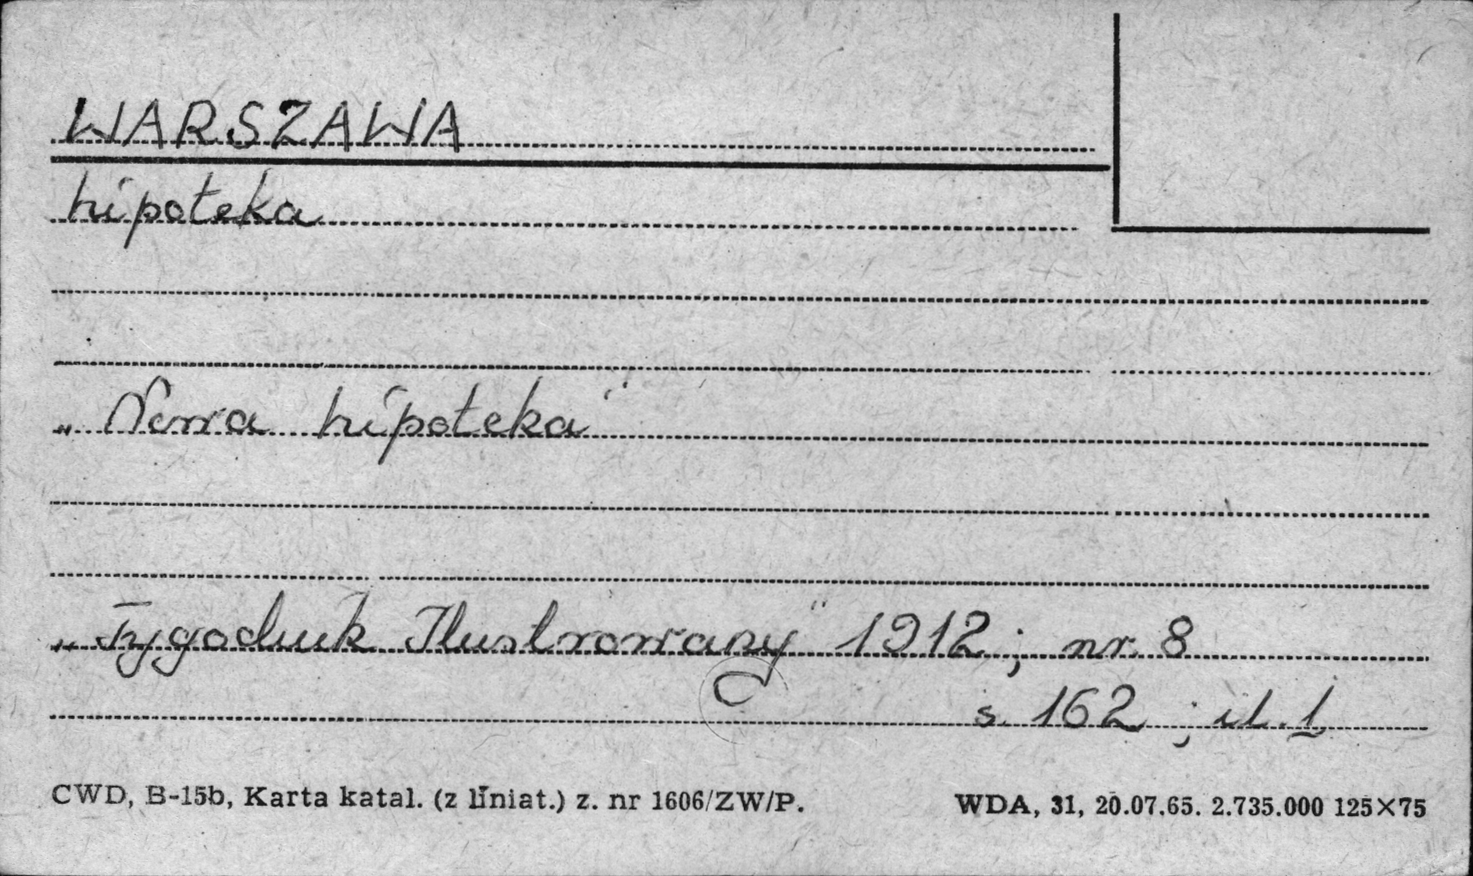 WARSZAWA
hipoteka
„Nowa hipoteka"
„Tygodnik Ilustrowany" 1912; nr. 8
s. 162; il. 1
CWD, B-15b, Karta katal. (z liniat.) z. nr 1606/ZW/P.
WDA, 31, 20.07.65. 2.735.000 125×75